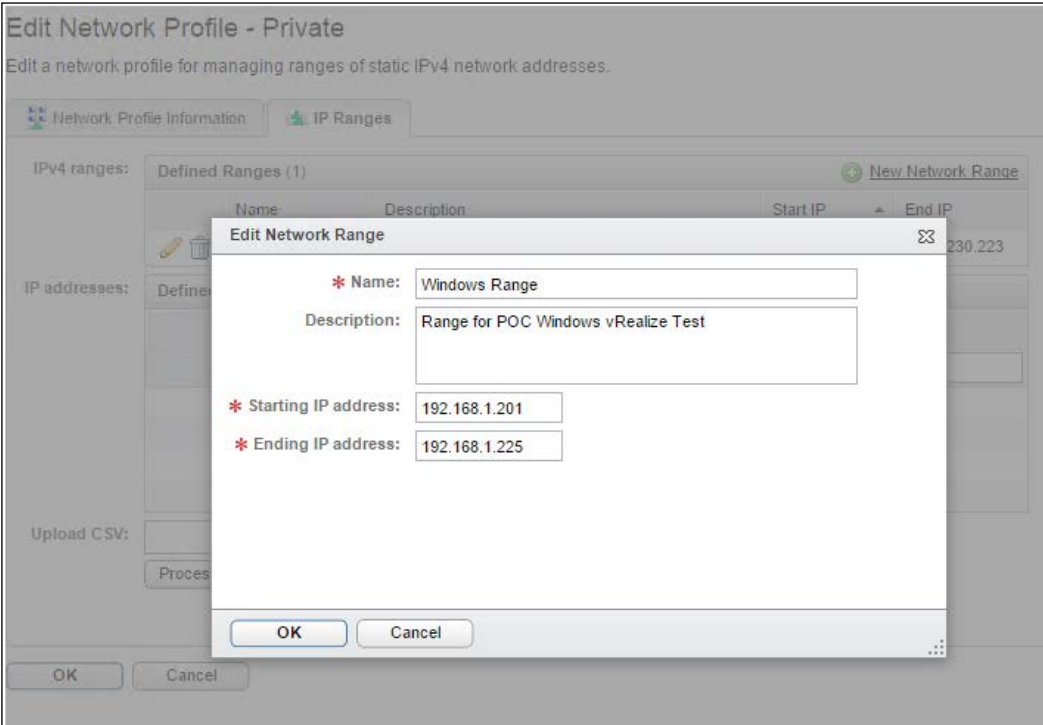 Edit Network Profile - Private
Edit a network profile for managing ranges of static IPv4 network addresses.
Network Profile Information
IP Ranges
IPv4 ranges:
Defined Ranges (1)
New Network Range
Name Description Start IP End IP
230.223
Edit Network Range
* Name: Windows Range
Description: Range for POC Windows vRealize Test
* Starting IP address: 192.168.1.201
* Ending IP address: 192.168.1.225
IP addresses:
Upload CSV:
OK Cancel
OK Cancel